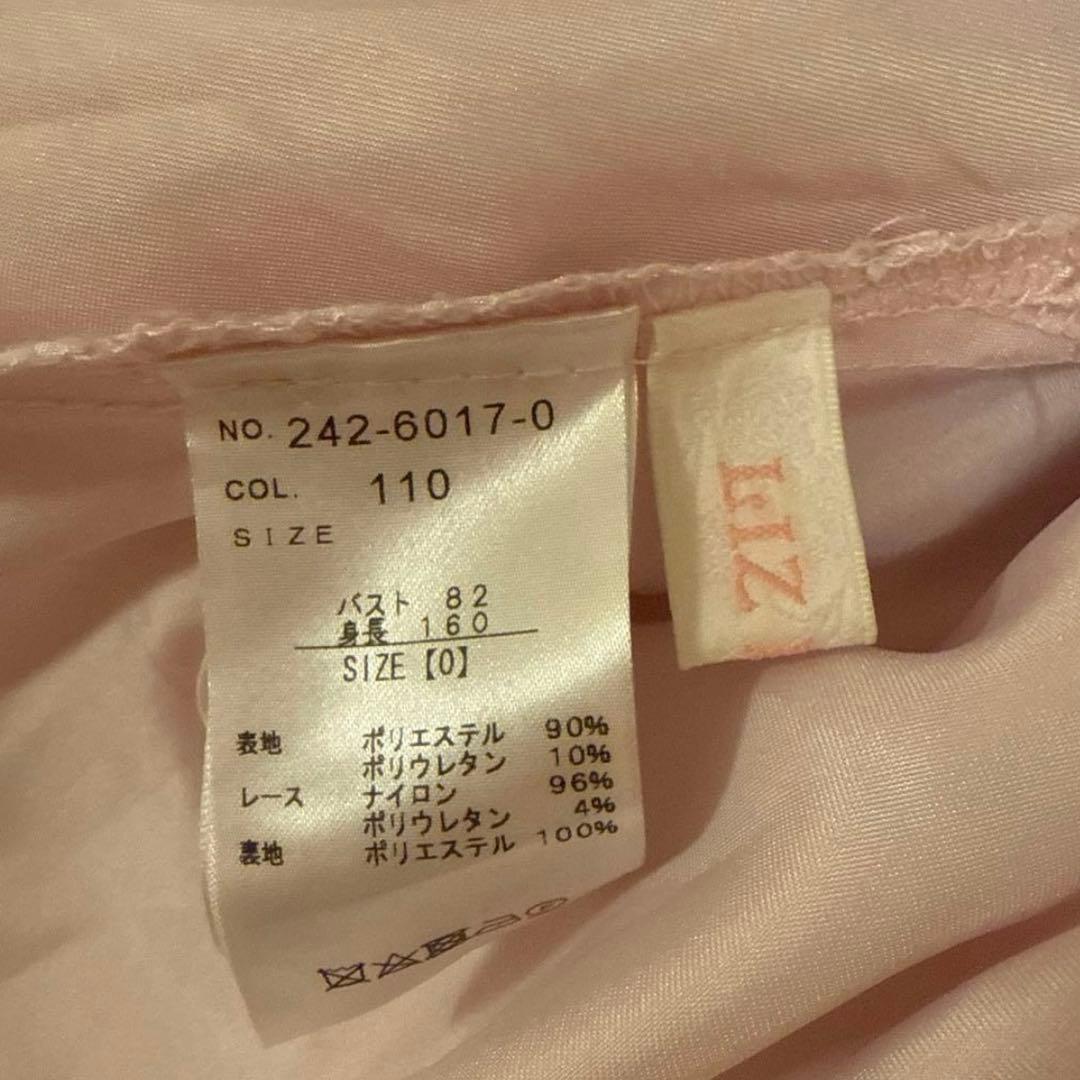 NO. 242-6017-0
COL. 110
SIZE
バスト 82
身長 160
SIZE【0】
表地 ポリエステル 90%
ポリウレタン 10%
レース ナイロン 96%
ポリウレタン 4%
裏地 ポリエステル 100%
LIZ